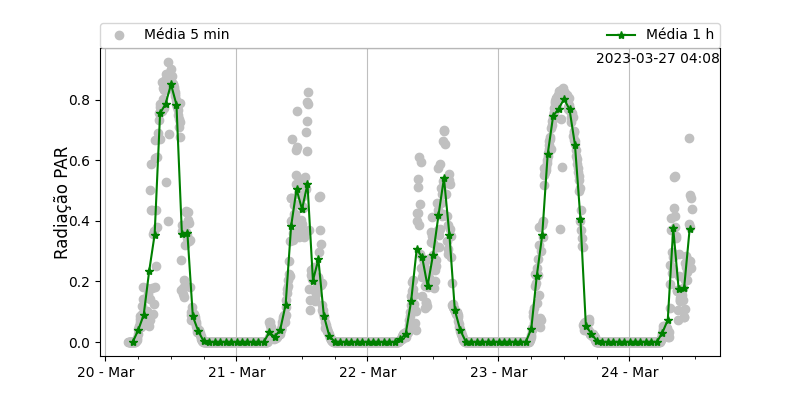 Média 5 min
Média 1 h
2023-03-27 04:08
Radiação PAR
0.8
0.6
0.4
0.2
0.0
20 - Mar
21 - Mar
22 - Mar
23 - Mar
24 - Mar